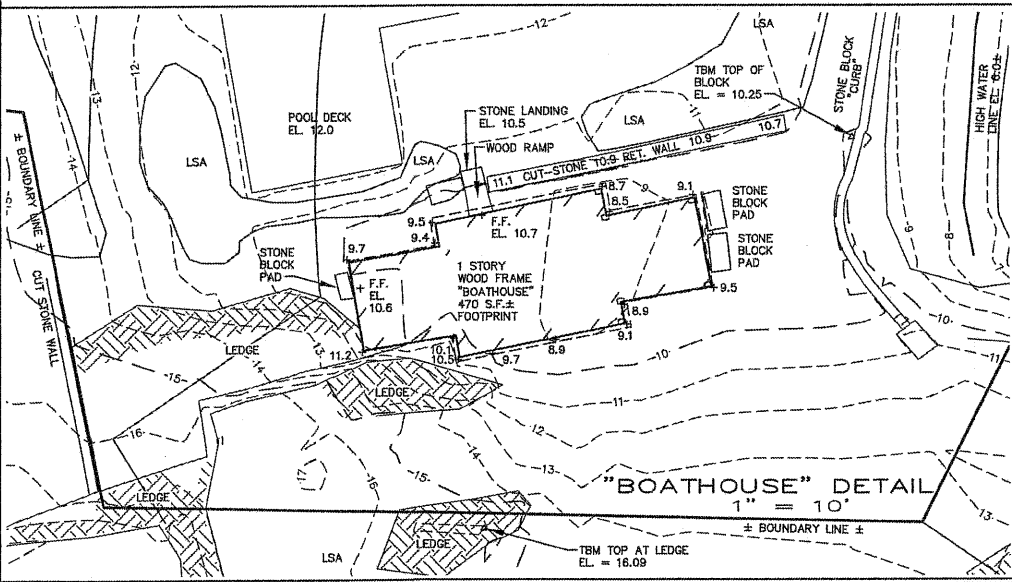 LSA
-12-
12
13
14
-15-
± BOUNDARY LINE ±
CUT STONE WALL
LSA
POOL DECK
EL. 12.0
STONE LANDING
EL. 10.5
WOOD RAMP
LSA
LSA
11
TBM TOP OF
BLOCK
EL. = 10.25
STONE BLOCK
"CURB"
HIGH WATER
LINE EL. 6.0±
11.1 CUT-STONE 10.9 RET. WALL 10.9
10.7
8.7
8.5
9
9.1
STONE
BLOCK
PAD
STONE
BLOCK
PAD
9.5
9.4
F.F.
EL. 10.7
9.7
STONE
BLOCK
PAD
F.F.
EL.
10.6
1 STORY
WOOD FRAME
"BOATHOUSE"
470 S.F.±
FOOTPRINT
9.5
8.9
9.1
8.9
9.7
10.1
10.5
11.2
LEDGE
13
-15-
-16-
LEDGE
-10-
-11-
12
-13-
-14-
-15-
-16
-17
6
8
-10-
11
13
"BOATHOUSE" DETAIL
1" = 10'
± BOUNDARY LINE ±
LEDGE
LEDGE
LSA
TBM TOP AT LEDGE
EL. = 16.09